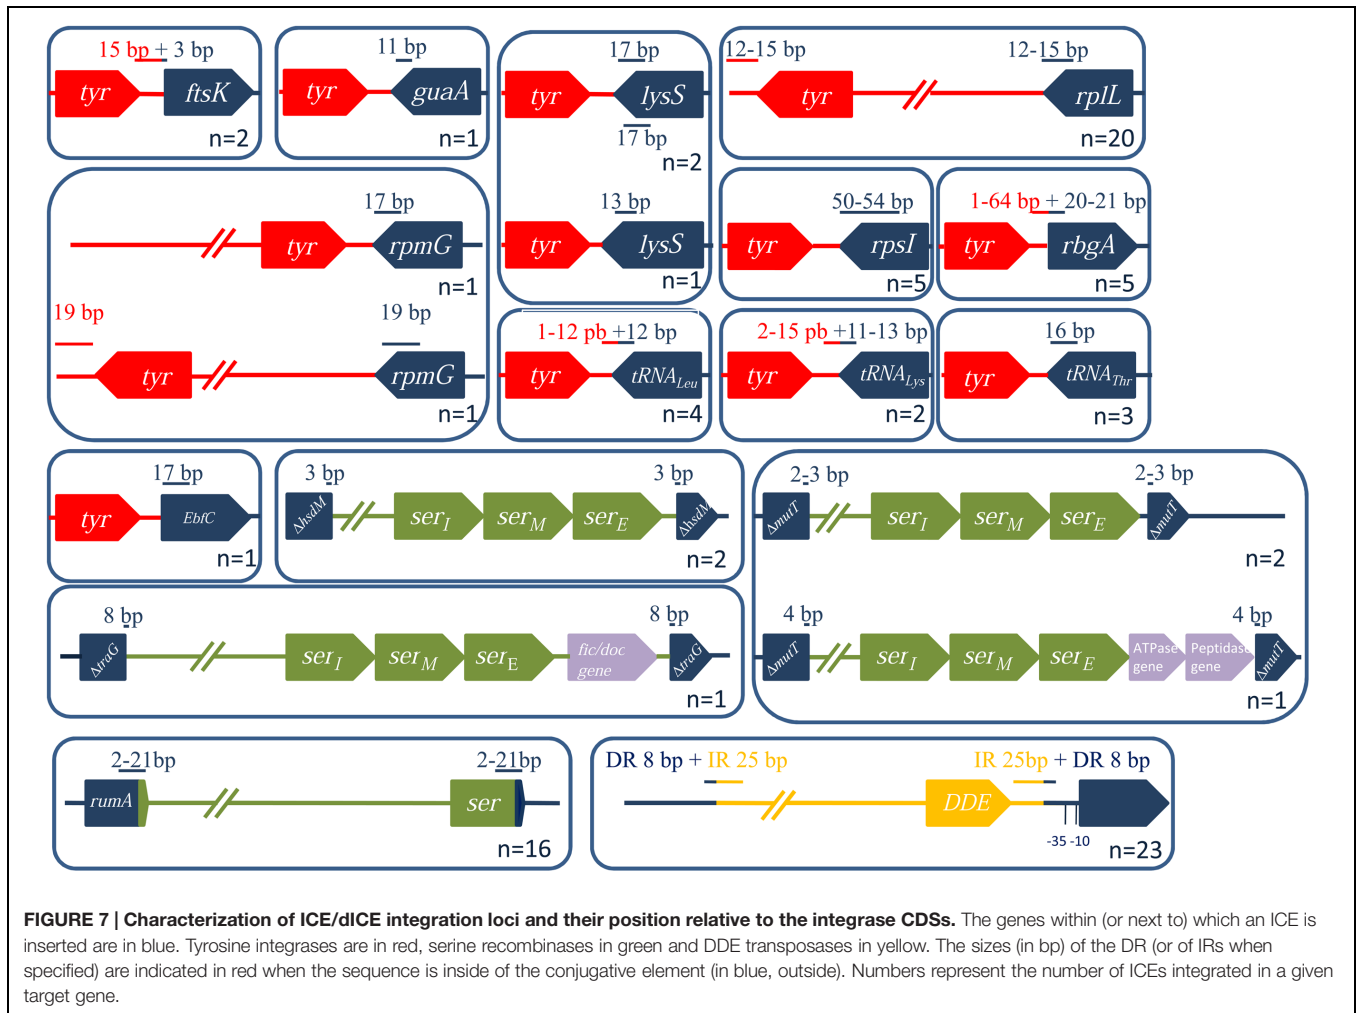 15 bp + 3 bp
tyr
ftsK
n=2
11 bp
tyr
guaA
n=1
17 bp
tyr
lysS
17 bp
n=2
13 bp
tyr
lysS
n=1
12-15 bp
12-15 bp
tyr
rplL
n=20
17 bp
tyr
rpmG
n=1
19 bp
19 bp
tyr
rpmG
n=1
50-54 bp
tyr
rpsI
n=5
1-64 bp + 20-21 bp
tyr
rbgA
n=5
1-12 pb +12 bp
tyr
tRNALeu
n=4
2-15 pb +11-13 bp
tyr
tRNALys
n=2
16 bp
tyr
tRNAThr
n=3
17 bp
tyr
EbfC
n=1
3 bp
3 bp
ΔhsdM
serI
serM
serE
ΔhsdM
n=2
2-3 bp
2-3 bp
ΔmutT
serI
serM
serE
ΔmutT
n=2
8 bp
8 bp
ΔtraG
serI
serM
serE
fic/doc
gene
ΔtraG
n=1
4 bp
4 bp
ΔmutT
serI
serM
serE
ATPase
gene
Peptidase
gene
ΔmutT
n=1
2-21bp
2-21bp
rumA
ser
n=16
DR 8 bp + IR 25 bp
IR 25bp + DR 8 bp
DDE
-35 -10
n=23
FIGURE 7 | Characterization of ICE/dICE integration loci and their position relative to the integrase CDSs. The genes within (or next to) which an ICE is
inserted are in blue. Tyrosine integrases are in red, serine recombinases in green and DDE transposases in yellow. The sizes (in bp) of the DR (or of IRs when
specified) are indicated in red when the sequence is inside of the conjugative element (in blue, outside). Numbers represent the number of ICEs integrated in a given
target gene.